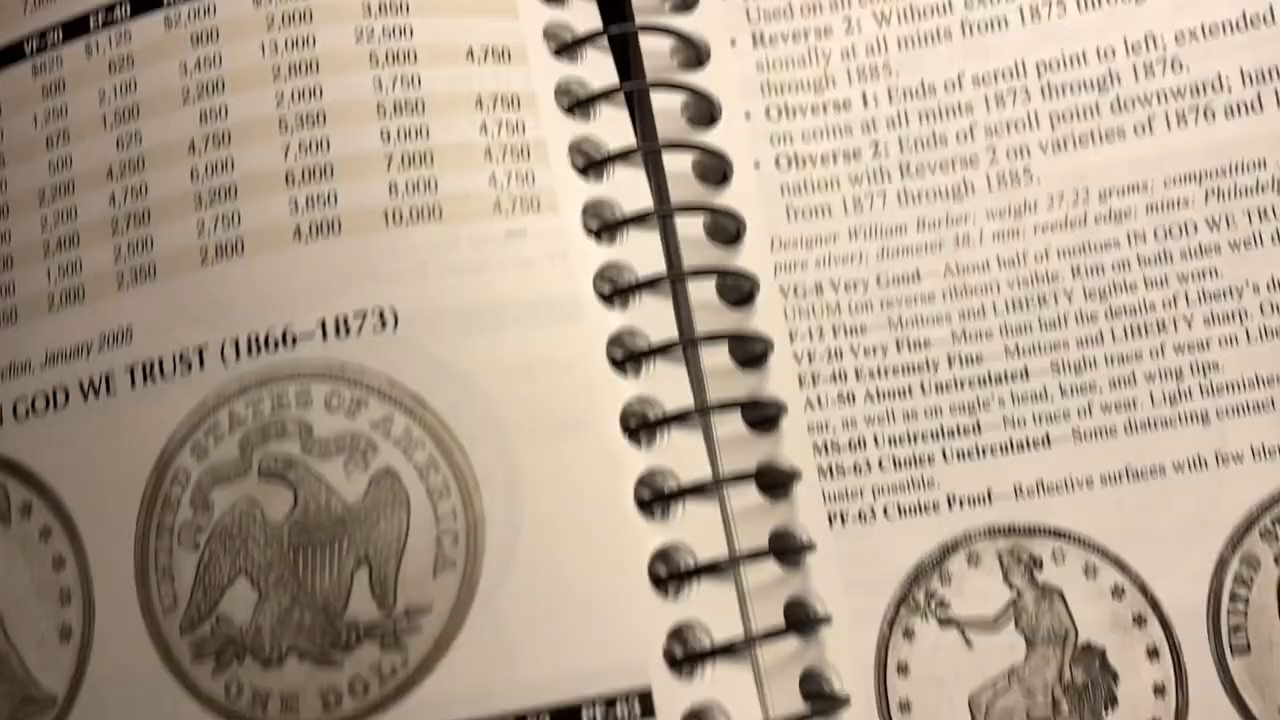 VF-20 EF-40
$825 $1,125 $2,000 3,850
500 625 900 2,000 22,500
1,250 2,100 3,450 13,000 5,000 4,750
675 1,500 2,200 2,800 3,750
500 625 850 2,000 5,850 4,750
2,200 4,250 4,750 5,350 9,000 4,750
2,200 4,750 6,000 7,500 7,000 4,750
2,400 2,750 3,200 6,000 8,000 4,750
1,500 2,500 2,750 3,850 10,000 4,750
2,000 2,350 2,800 4,000
January 2005
GOD WE TRUST (1866–1873)
UNITED STATES OF AMERICA
ONE DOL.
PF-63
Used on
• Reverse 2: Without
sionally at all mints from 1875
through 1885.
• Obverse 1: Ends of scroll point to left; extended
on coins at all mints 1873 through 1876.
• Obverse 2: Ends of scroll point downward;
nation with Reverse 2 on varieties of 1876 and
from 1877 through 1885.
Designer William Barber; weight 27.22 grams; composition
pure silver); diameter 38.1 mm; reeded edge; mints:
VG-8 Very Good—About half of mottoes IN GOD WE
UNUM (on reverse ribbon) visible. Rim on both sides well
F-12 Fine—Mottoes and LIBERTY legible but worn.
VF-20 Very Fine—More than half the details of Liberty's
EF-40 Extremely Fine—Mottoes and LIBERTY sharp.
AU-50 About Uncirculated—Slight trace of wear on
ear, as well as on eagle's head, knee, and wing tips.
MS-60 Uncirculated—No trace of wear. Light blemishes
MS-63 Choice Uncirculated—Some distracting contact
luster possible.
PF-63 Choice Proof—Reflective surfaces with few
UNITED